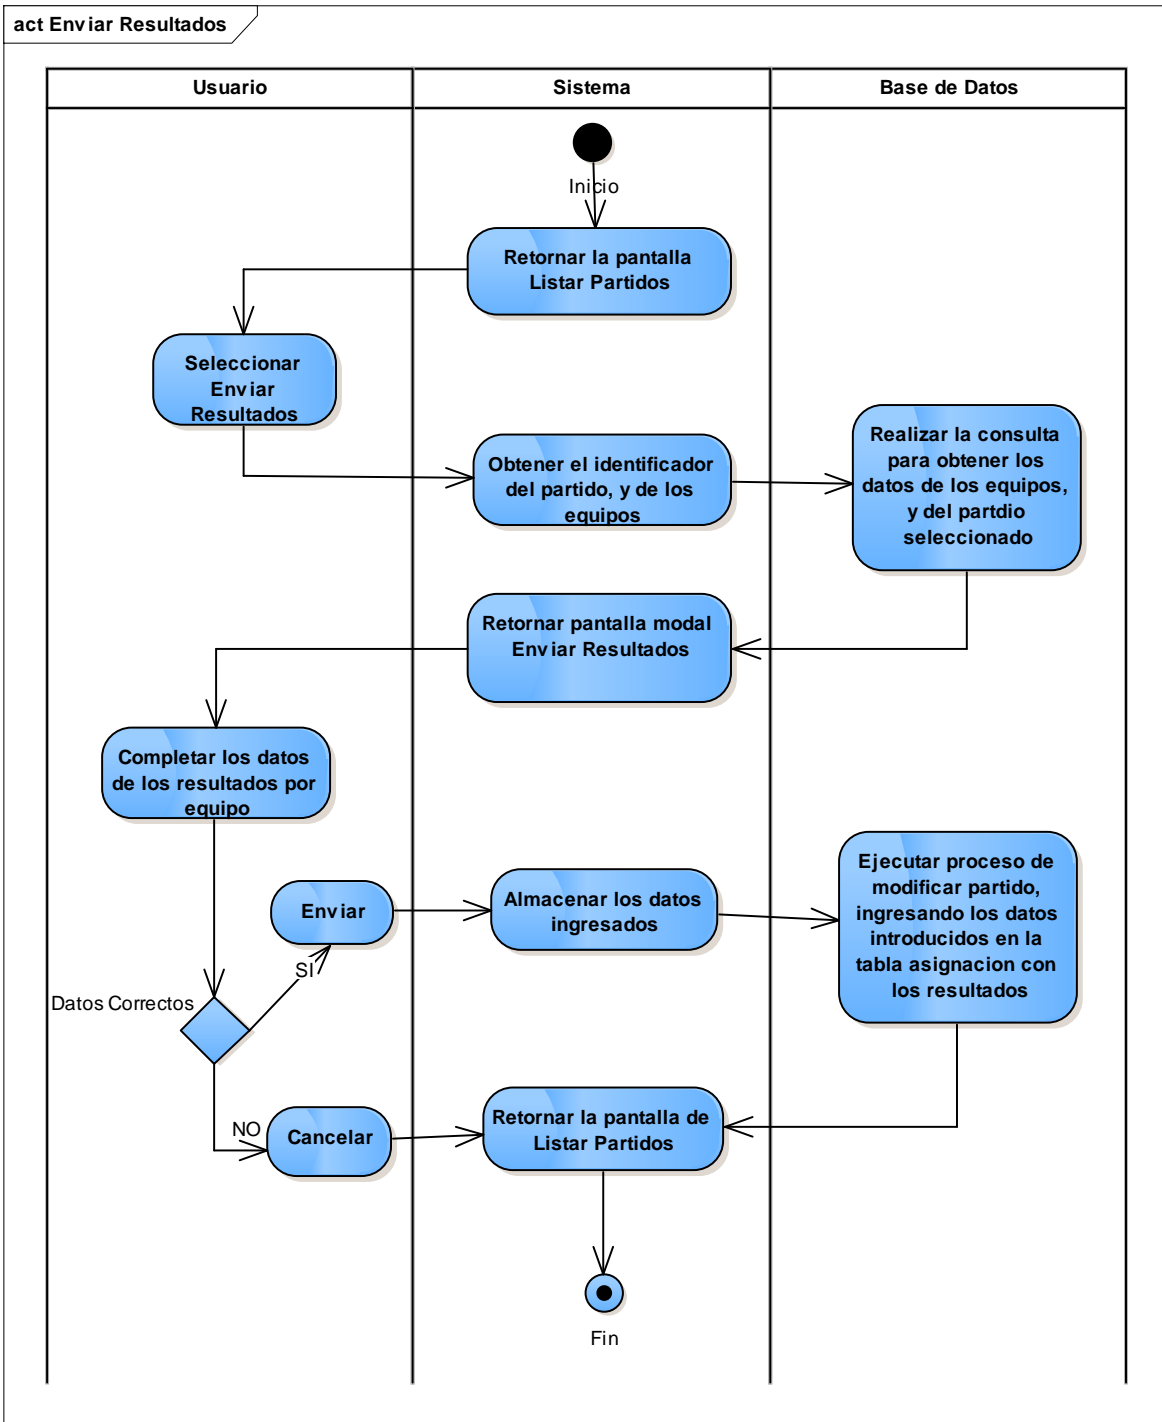 act Enviar Resultados
Usuario
Sistema
Base de Datos
Inicio
Retornar la pantalla
Listar Partidos
Seleccionar
Enviar
Resultados
Obtener el identificador
del partido, y de los
equipos
Realizar la consulta
para obtener los
datos de los equipos,
y del partdio
seleccionado
Retornar pantalla modal
Enviar Resultados
Completar los datos
de los resultados por
equipo
Enviar
Almacenar los datos
ingresados
Ejecutar proceso de
modificar partido,
ingresando los datos
introducidos en la
tabla asignacion con
los resultados
SI
Datos Correctos
NO
Cancelar
Retornar la pantalla de
Listar Partidos
Fin